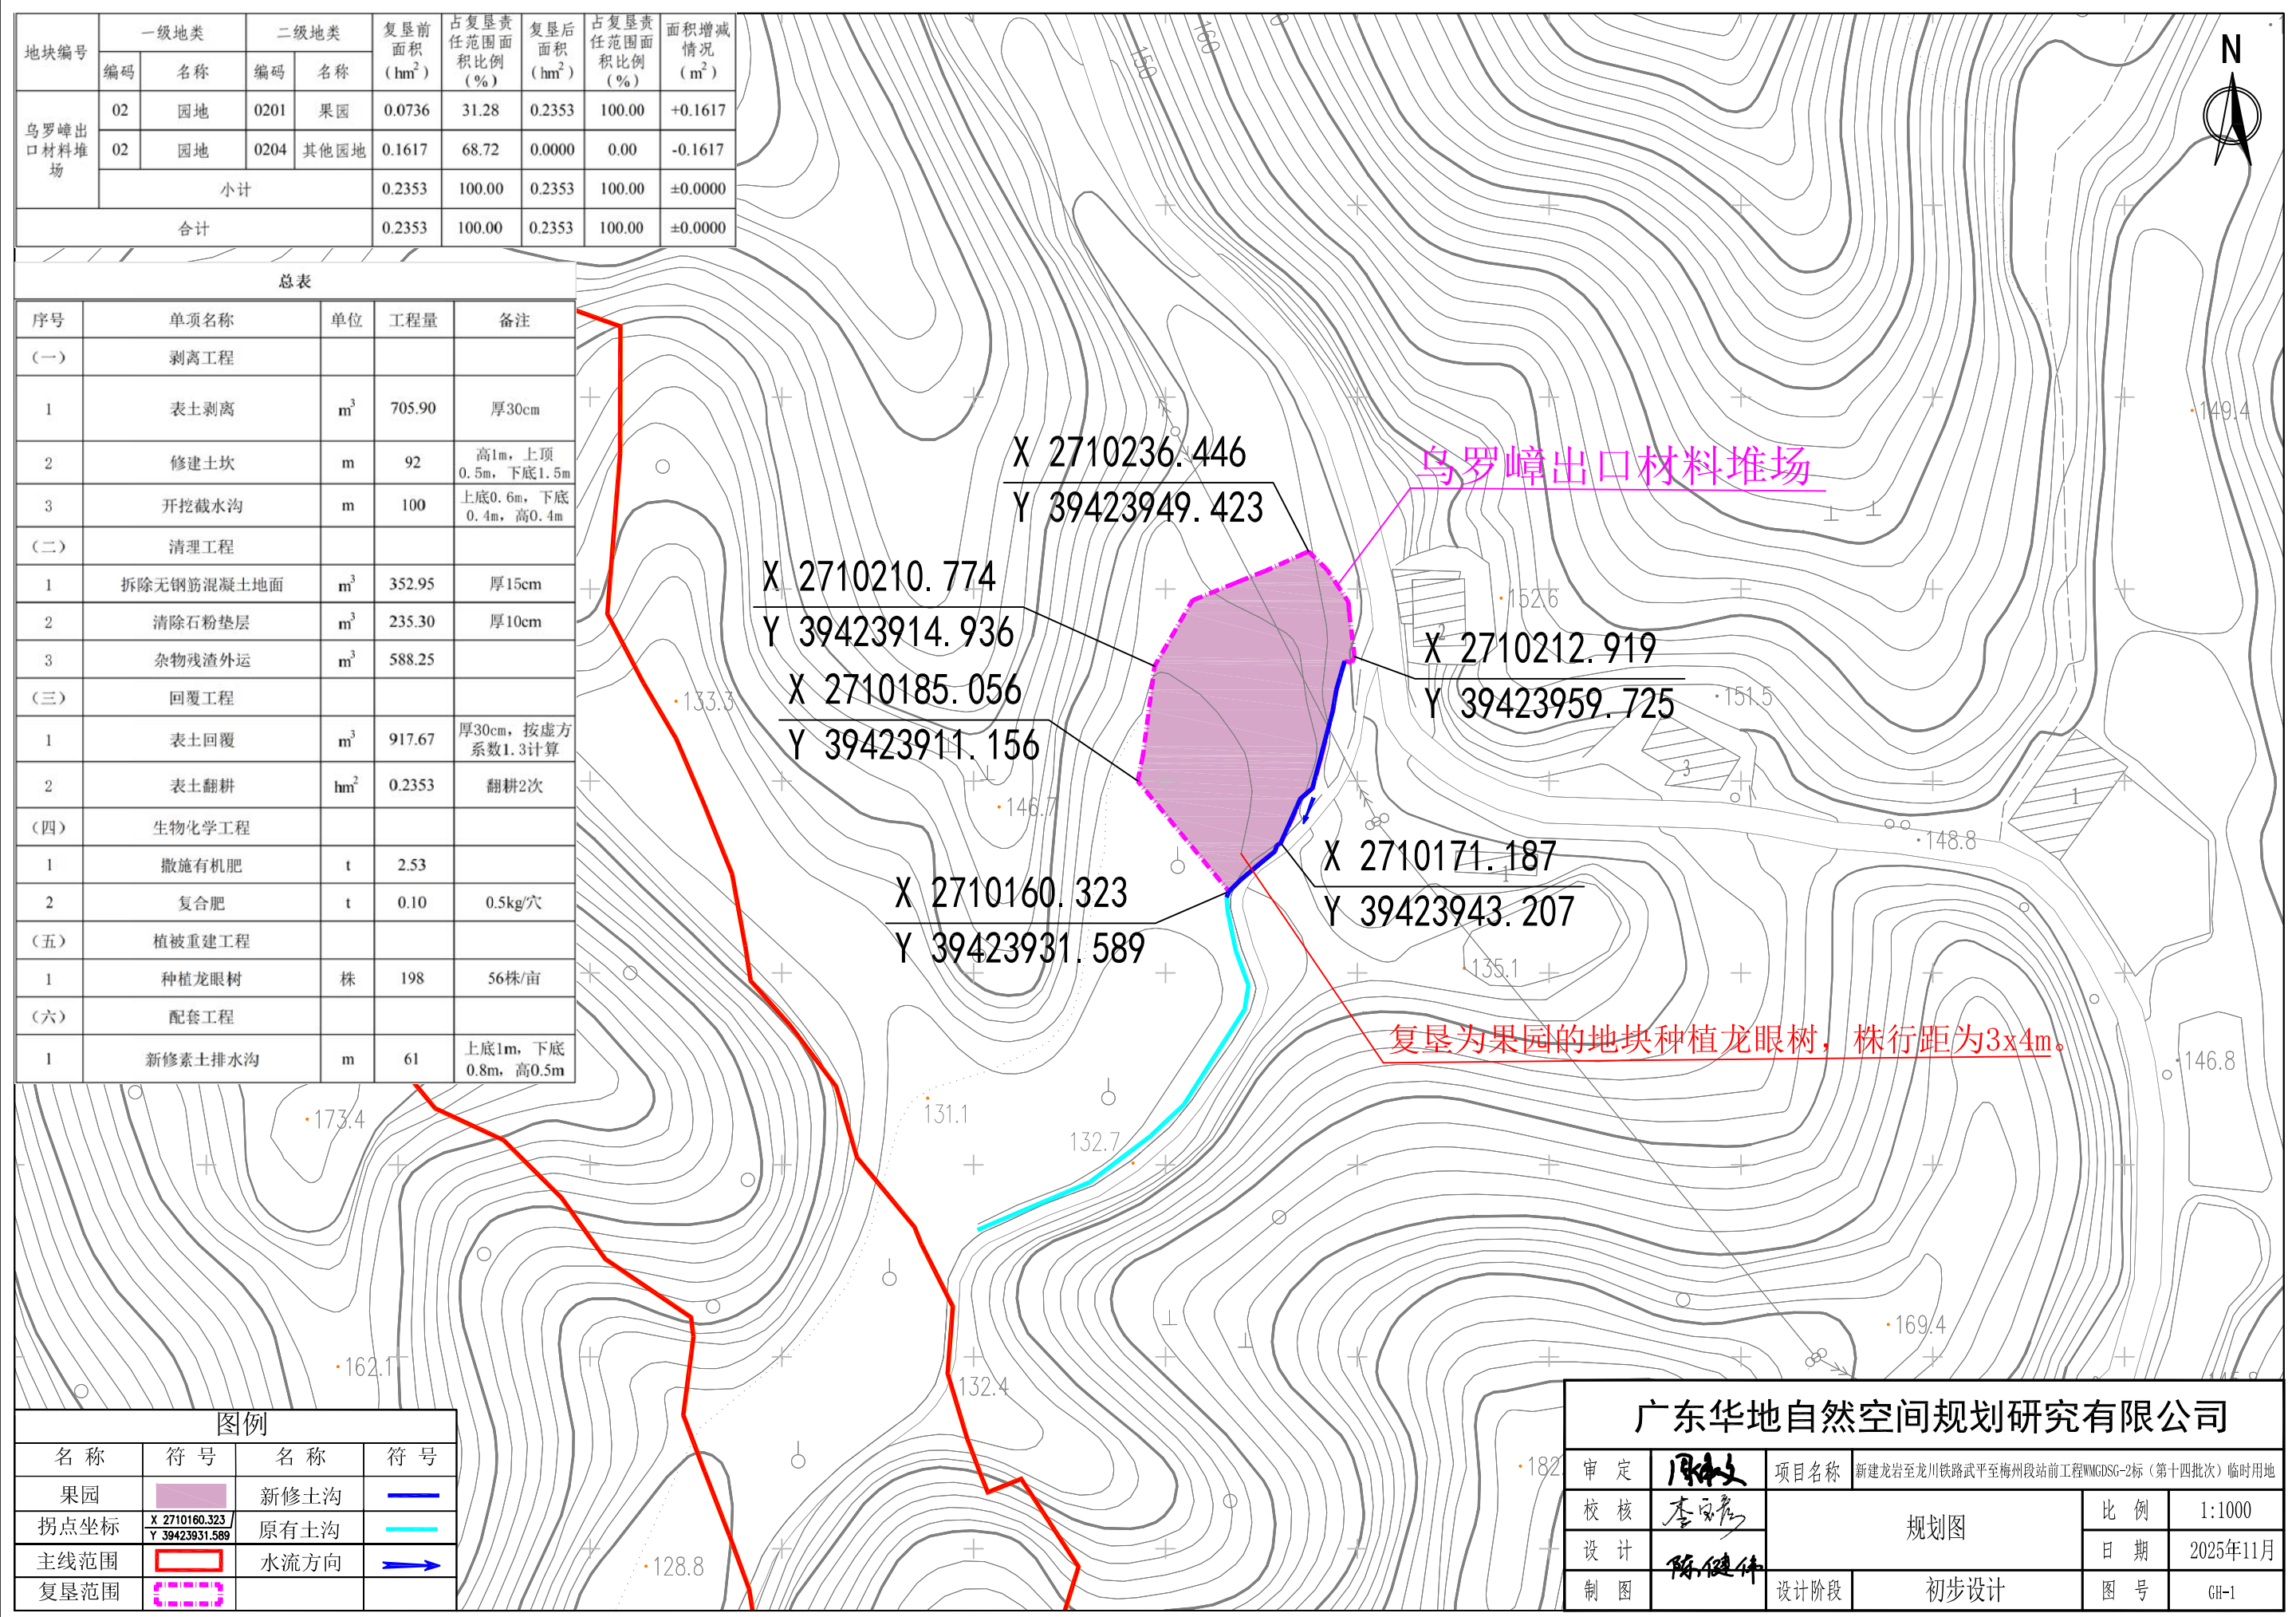 地块编号 一级地类 二级地类 复垦前面积（hm²） 占复垦责任范围面积比例（%） 复垦后面积（hm²） 占复垦责任范围面积比例（%） 面积增减情况（m²）
编码 名称 编码 名称
乌罗嶂出口材料堆场 02 园地 0201 果园 0.0736 31.28 0.2353 100.00 +0.1617
02 园地 0204 其他园地 0.1617 68.72 0.0000 0.00 -0.1617
小计 0.2353 100.00 0.2353 100.00 ±0.0000
合计 0.2353 100.00 0.2353 100.00 ±0.0000
总表
序号 单项名称 单位 工程量 备注
（一） 剥离工程
1 表土剥离 m³ 705.90 厚30cm
2 修建土坎 m 92 高1m，上顶0.5m，下底1.5m
3 开挖截水沟 m 100 上底0.6m，下底0.4m，高0.4m
（二） 清理工程
1 拆除无钢筋混凝土地面 m³ 352.95 厚15cm
2 清除石粉垫层 m³ 235.30 厚10cm
3 杂物残渣外运 m³ 588.25
（三） 回覆工程
1 表土回覆 m³ 917.67 厚30cm，按虚方系数1.3计算
2 表土翻耕 hm² 0.2353 翻耕2次
（四） 生物化学工程
1 撒施有机肥 t 2.53
2 复合肥 t 0.10 0.5kg/穴
（五） 植被重建工程
1 种植龙眼树 株 198 56株/亩
（六） 配套工程
1 新修素土排水沟 m 61 上底1m，下底0.8m，高0.5m
N
150
160
149.4
X 2710236.446
Y 39423949.423
乌罗嶂出口材料堆场
X 2710210.774
Y 39423914.936
152.6
2
X 2710212.919
Y 39423959.725
X 2710185.056
Y 39423911.156
133.3
151.5
3
1
146.7
148.8
X 2710171.187
Y 39423943.207
1
X 2710160.323
Y 39423931.589
135.1
复垦为果园的地块种植龙眼树，株行距为3x4m。
146.8
131.1
132.7
173.4
169.4
162.1
132.4
182
128.8
图例
名称 符号 名称 符号
果园 新修土沟
拐点坐标 X 2710160.323 Y 39423931.589 原有土沟
主线范围 水流方向
复垦范围
广东华地自然空间规划研究有限公司
审定 项目名称 新建龙岩至龙川铁路武平至梅州段站前工程WMGDSG-2标（第十四批次）临时用地
校核 规划图 比例 1:1000
设计 陈健伟 日期 2025年11月
制图 设计阶段 初步设计 图号 GH-1